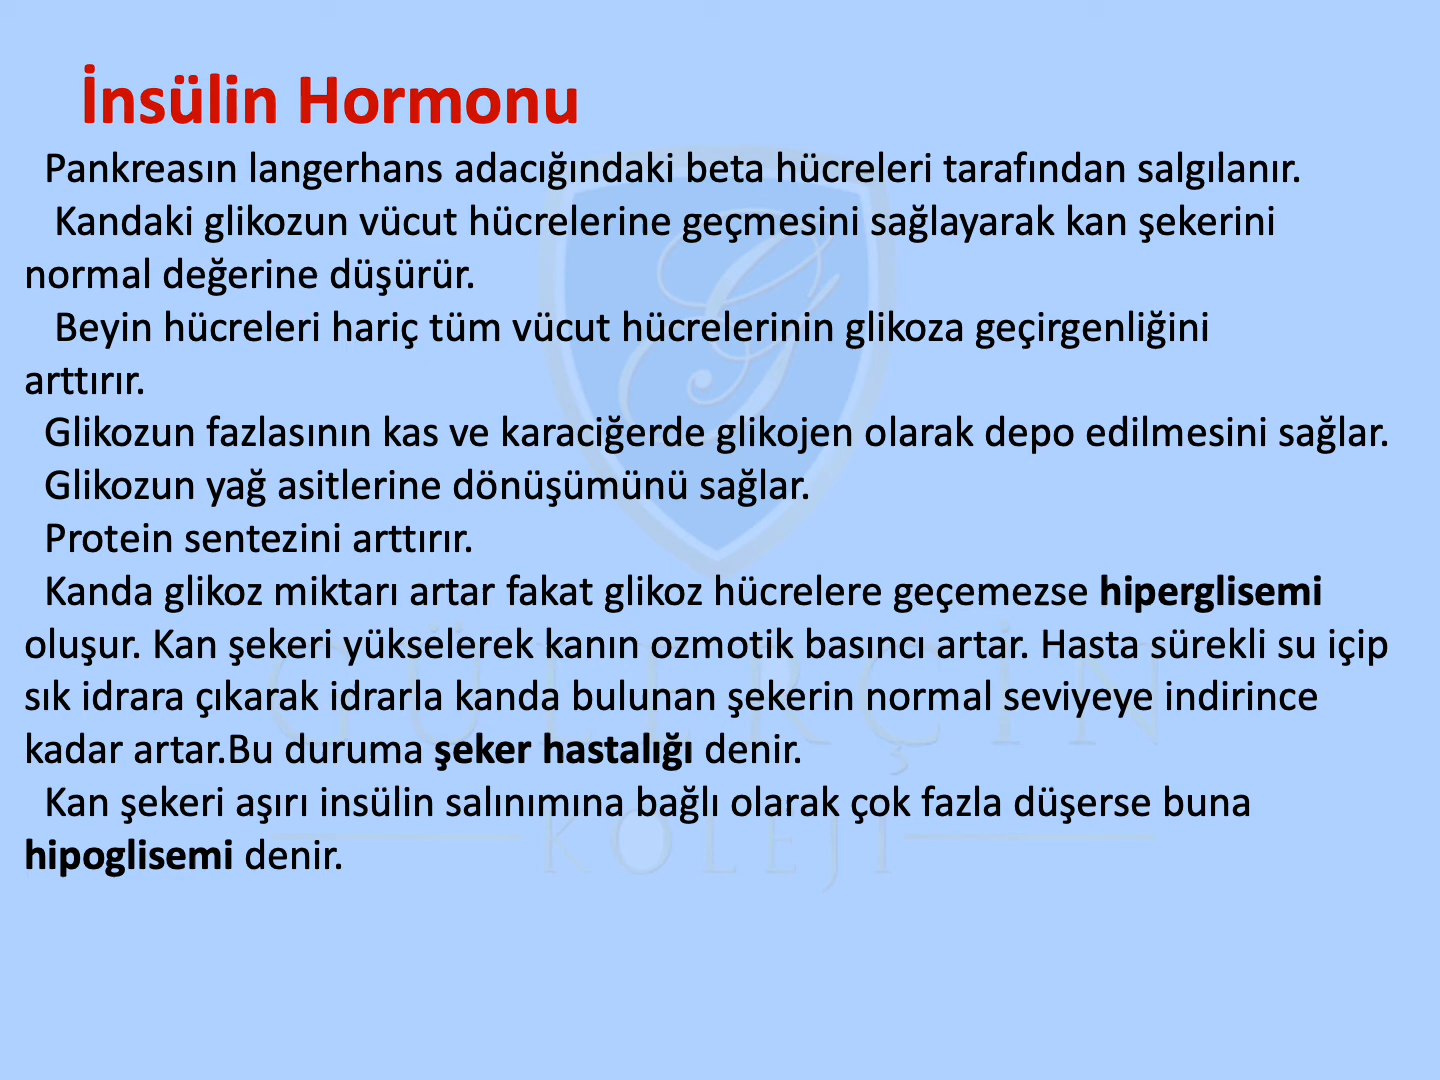 İnsülin Hormonu
Pankreasın langerhans adacığındaki beta hücreleri tarafından salgılanır.
Kandaki glikozun vücut hücrelerine geçmesini sağlayarak kan şekerini
normal değerine düşürür.
Beyin hücreleri hariç tüm vücut hücrelerinin glikoza geçirgenliğini
arttırır.
Glikozun fazlasının kas ve karaciğerde glikojen olarak depo edilmesini sağlar.
Glikozun yağ asitlerine dönüşümünü sağlar.
Protein sentezini arttırır.
Kanda glikoz miktarı artar fakat glikoz hücrelere geçemezse hiperglisemi
oluşur. Kan şekeri yükselerek kanın ozmotik basıncı artar. Hasta sürekli su içip
sık idrara çıkarak idrarla kanda bulunan şekerin normal seviyeye indirince
kadar artar.Bu duruma şeker hastalığı denir.
Kan şekeri aşırı insülin salınımına bağlı olarak çok fazla düşerse buna
hipoglisemi denir.
GÜLERÇİN
KOLEJİ